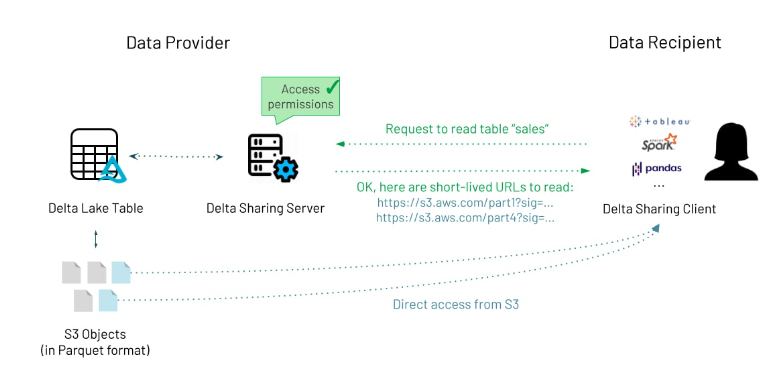 Data Provider
Data Recipient
Access
permissions
Request to read table "sales"
+ a b l e a u
APACHE
Spark
pandas
...
OK, here are short-lived URLs to read:
https://s3.aws.com/part1?sig=...
https://s3.aws.com/part4?sig=...
Delta Lake Table
Delta Sharing Server
Delta Sharing Client
Direct access from S3
S3 Objects
(in Parquet format)